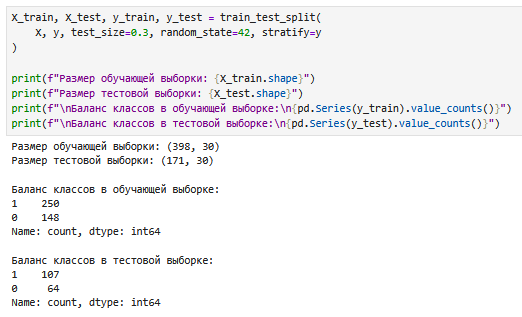 X_train, X_test, y_train, y_test = train_test_split(
    X, y, test_size=0.3, random_state=42, stratify=y
)
print(f"Размер обучающей выборки: {X_train.shape}")
print(f"Размер тестовой выборки: {X_test.shape}")
print(f"\nБаланс классов в обучающей выборке:\n{pd.Series(y_train).value_counts()}")
print(f"\nБаланс классов в тестовой выборке:\n{pd.Series(y_test).value_counts()}")
Размер обучающей выборки: (398, 30)
Размер тестовой выборки: (171, 30)
Баланс классов в обучающей выборке:
1    250
0    148
Name: count, dtype: int64
Баланс классов в тестовой выборке:
1    107
0     64
Name: count, dtype: int64